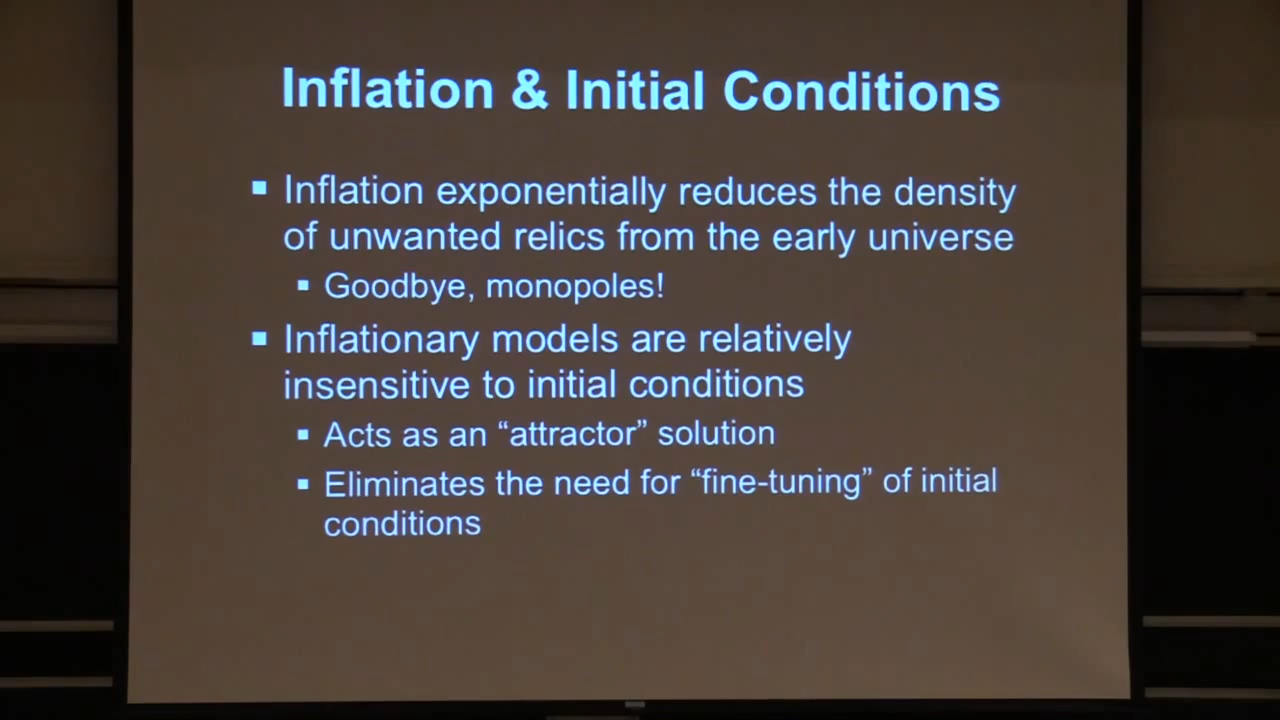 Inflation & Initial Conditions
▪ Inflation exponentially reduces the density
of unwanted relics from the early universe
▪ Goodbye, monopoles!
▪ Inflationary models are relatively
insensitive to initial conditions
▪ Acts as an “attractor” solution
▪ Eliminates the need for “fine-tuning” of initial
conditions